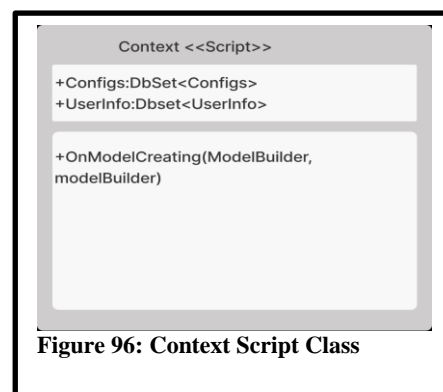 Context <<Script>>
+Configs:DbSet<Configs>
+UserInfo:Dbset<UserInfo>
+OnModelCreating(ModelBuilder,
modelBuilder)
Figure 96: Context Script Class